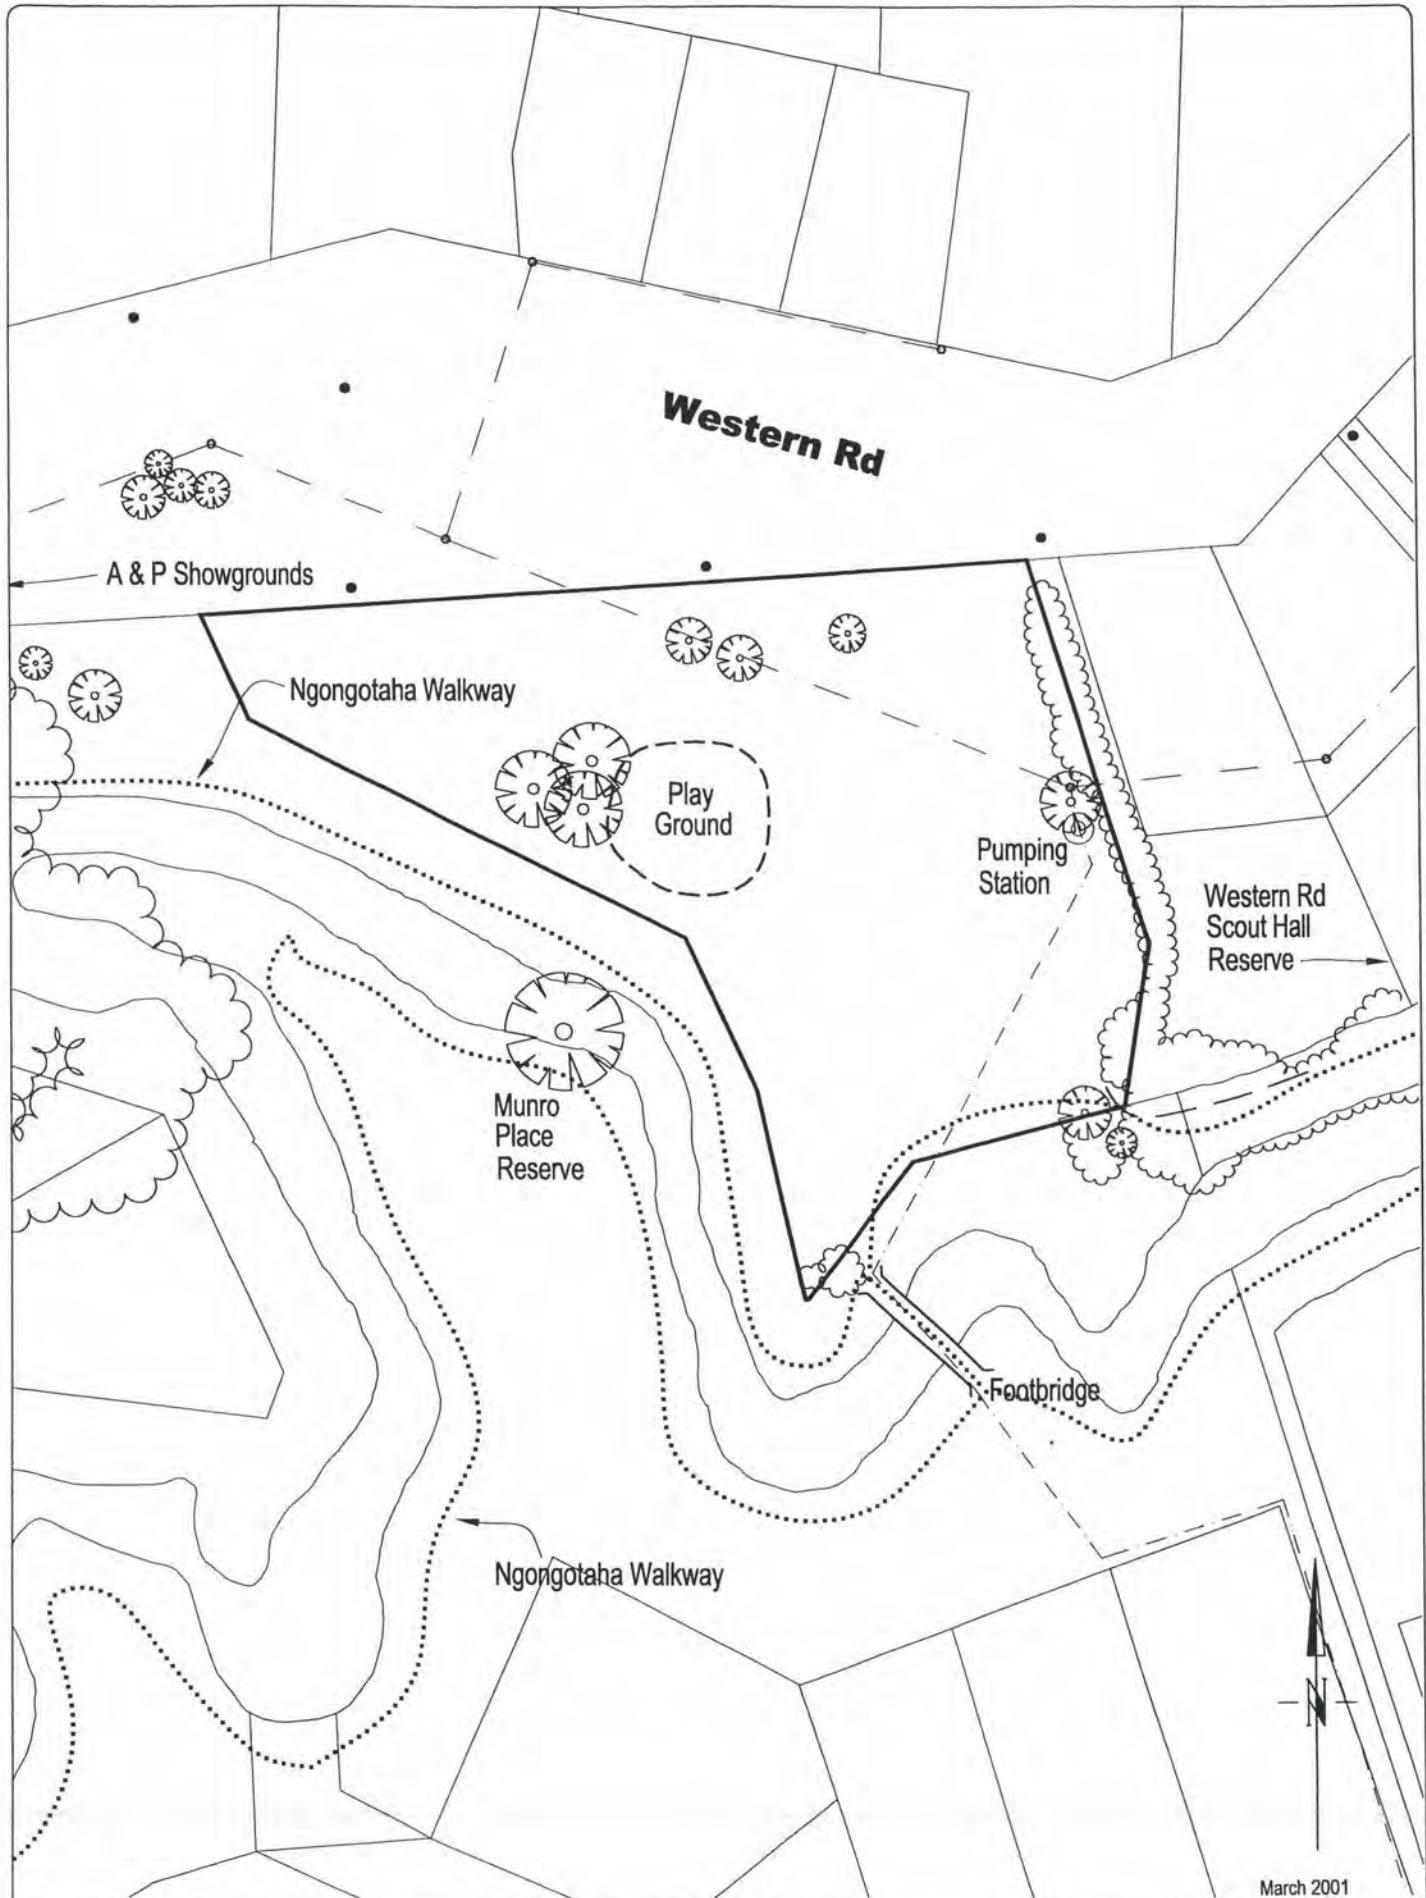 Western Rd
A & P Showgrounds
Ngongotaha Walkway
Play
Ground
Pumping
Station
Western Rd
Scout Hall
Reserve
Munro
Place
Reserve
Footbridge
Ngongotaha Walkway
N
March 2001